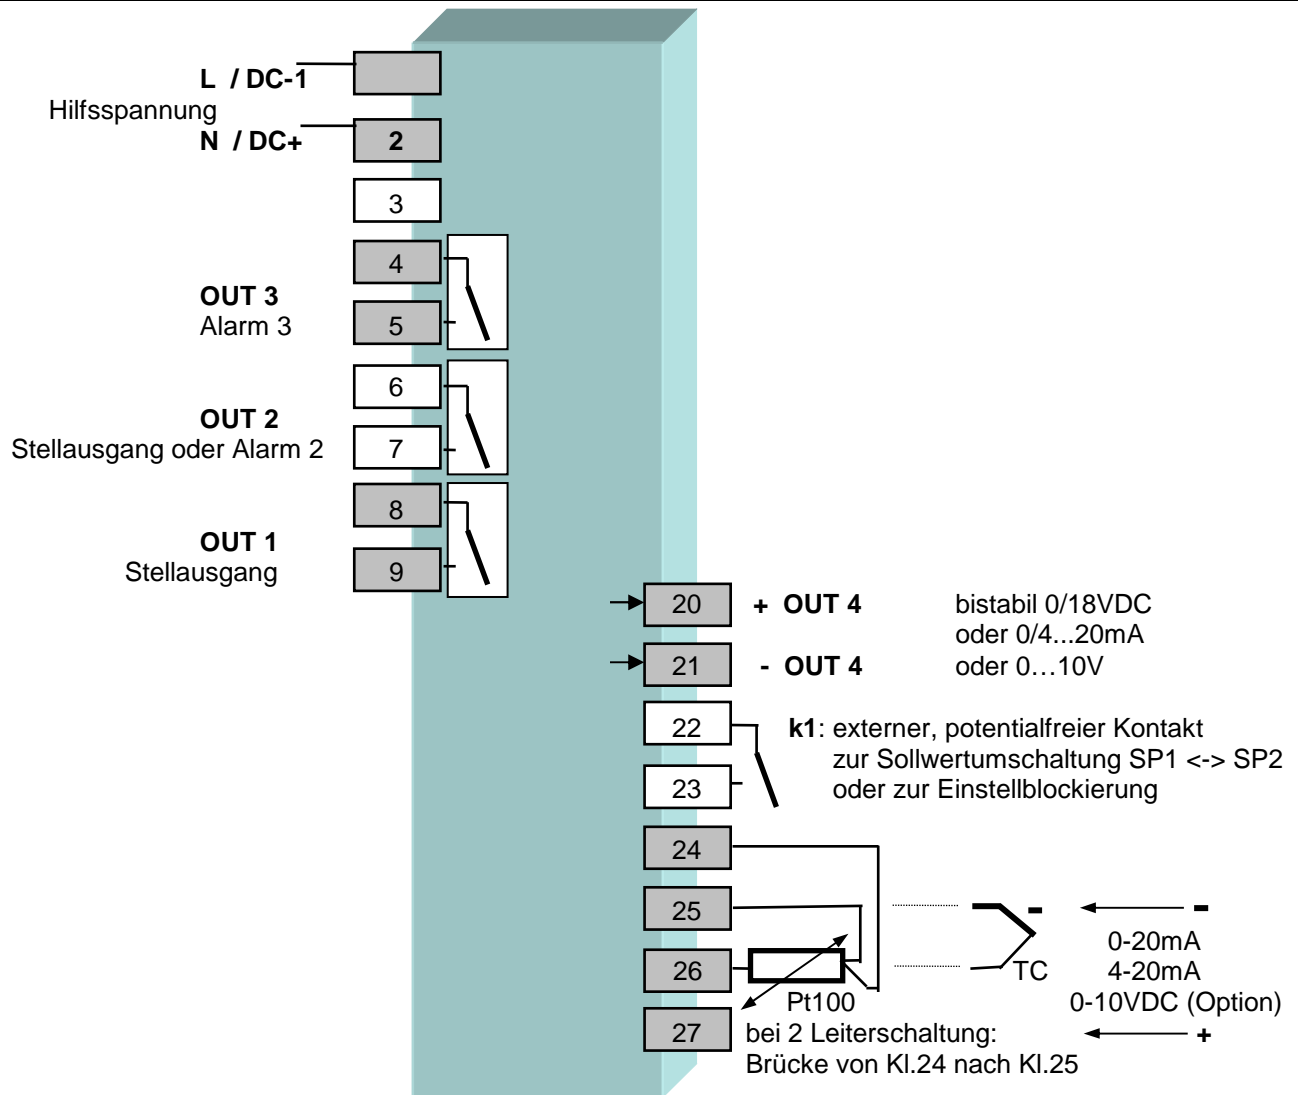 L / DC-1
Hilfsspannung
N / DC+
2
3
4
OUT 3
Alarm 3
5
6
OUT 2
Stellausgang oder Alarm 2
7
8
OUT 1
Stellausgang
9
20 + OUT 4 bistabil 0/18VDC
oder 0/4...20mA
21 - OUT 4 oder 0...10V
22 k1: externer, potentialfreier Kontakt
zur Sollwertumschaltung SP1 <-> SP2
23 oder zur Einstellblockierung
24
25 - -
0-20mA
26 TC 4-20mA
Pt100 0-10VDC (Option)
27 bei 2 Leiterschaltung: +
Brücke von Kl.24 nach Kl.25